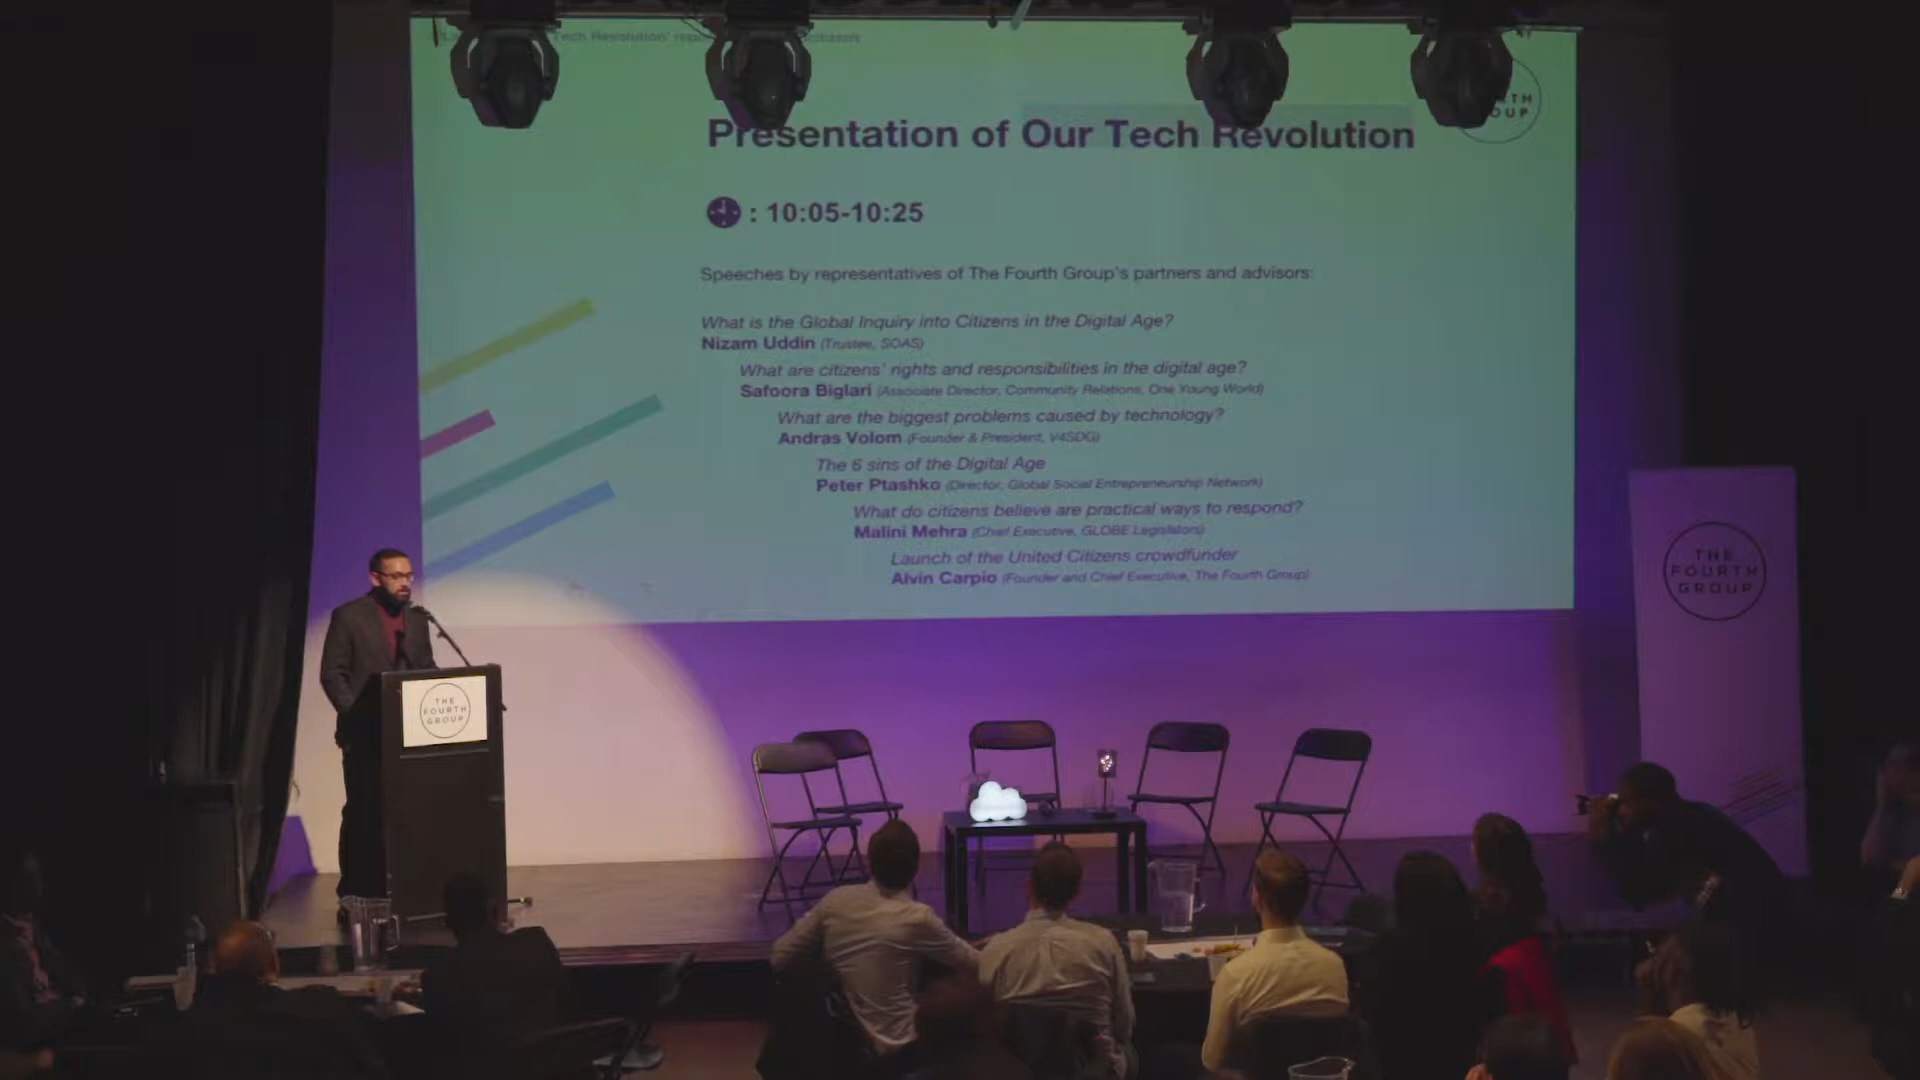 Tech Revolution'
Presentation of Our Tech Revolution
: 10:05-10:25
Speeches by representatives of The Fourth Group's partners and advisors:
What is the Global Inquiry into Citizens in the Digital Age?
Nizam Uddin (Trustee, SOAS)
What are citizens' rights and responsibilities in the digital age?
Safoora Biglari (Associate Director, Community Relations, One Young World)
What are the biggest problems caused by technology?
Andras Volom (Founder & President, V4SDG)
The 6 sins of the Digital Age
Peter Ptashko (Director, Global Social Entrepreneurship Network)
What do citizens believe are practical ways to respond?
Malini Mehra (Chief Executive, GLOBE Legislators)
Launch of the United Citizens crowdfunder
Alvin Carpio (Founder and Chief Executive, The Fourth Group)
THE
FOURTH
GROUP
THE
FOURTH
GROUP